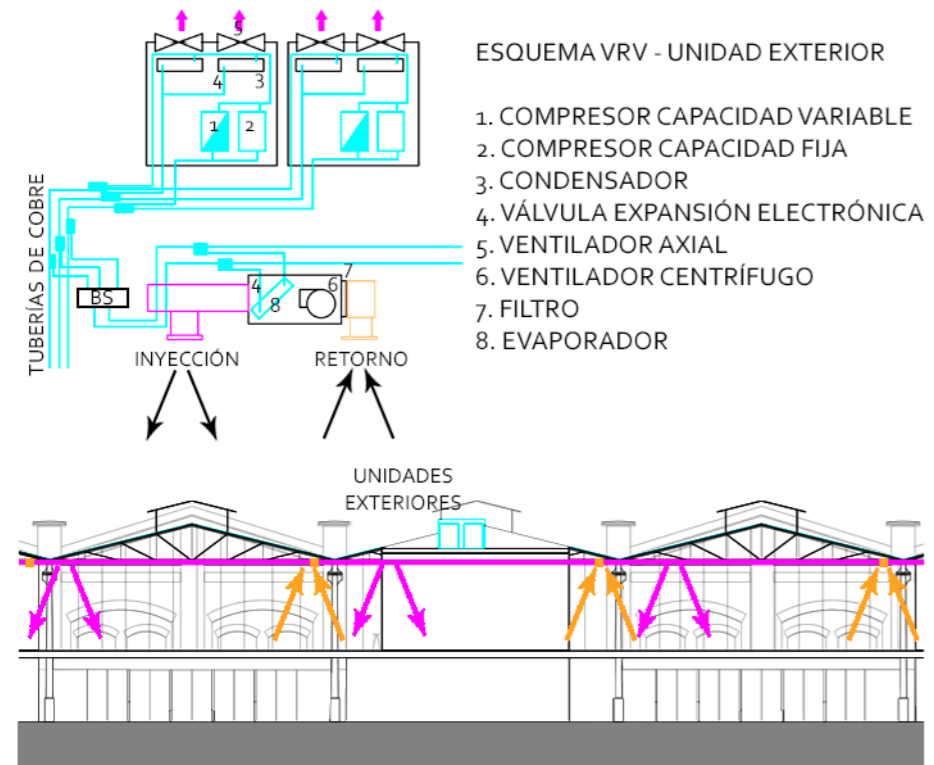 5
4
3
1
2
ESQUEMA VRV - UNIDAD EXTERIOR
1. COMPRESOR CAPACIDAD VARIABLE
2. COMPRESOR CAPACIDAD FIJA
3. CONDENSADOR
4. VÁLVULA EXPANSIÓN ELECTRÓNICA
5. VENTILADOR AXIAL
6. VENTILADOR CENTRÍFUGO
7. FILTRO
8. EVAPORADOR
TUBERÍAS DE COBRE
BS
4
8
6
7
INYECCIÓN
RETORNO
UNIDADES
EXTERIORES